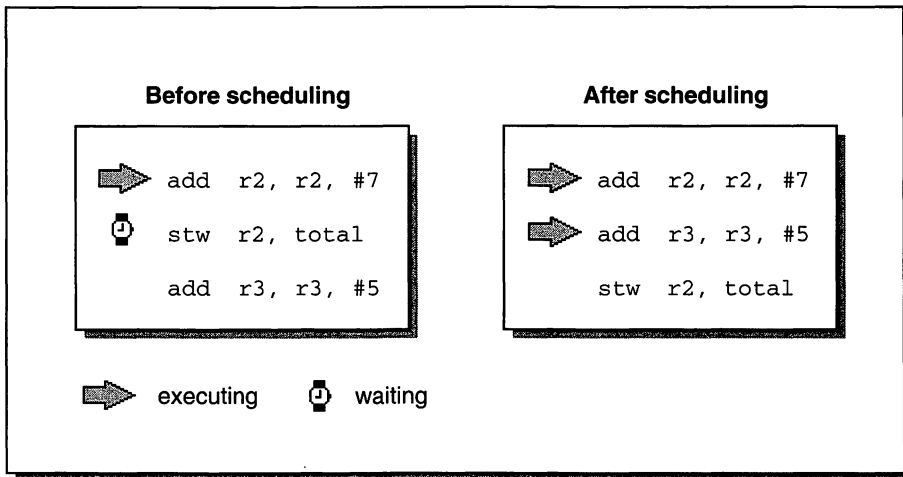 Before scheduling
add r2, r2, #7
stw r2, total
add r3, r3, #5
After scheduling
add r2, r2, #7
add r3, r3, #5
stw r2, total
executing
waiting